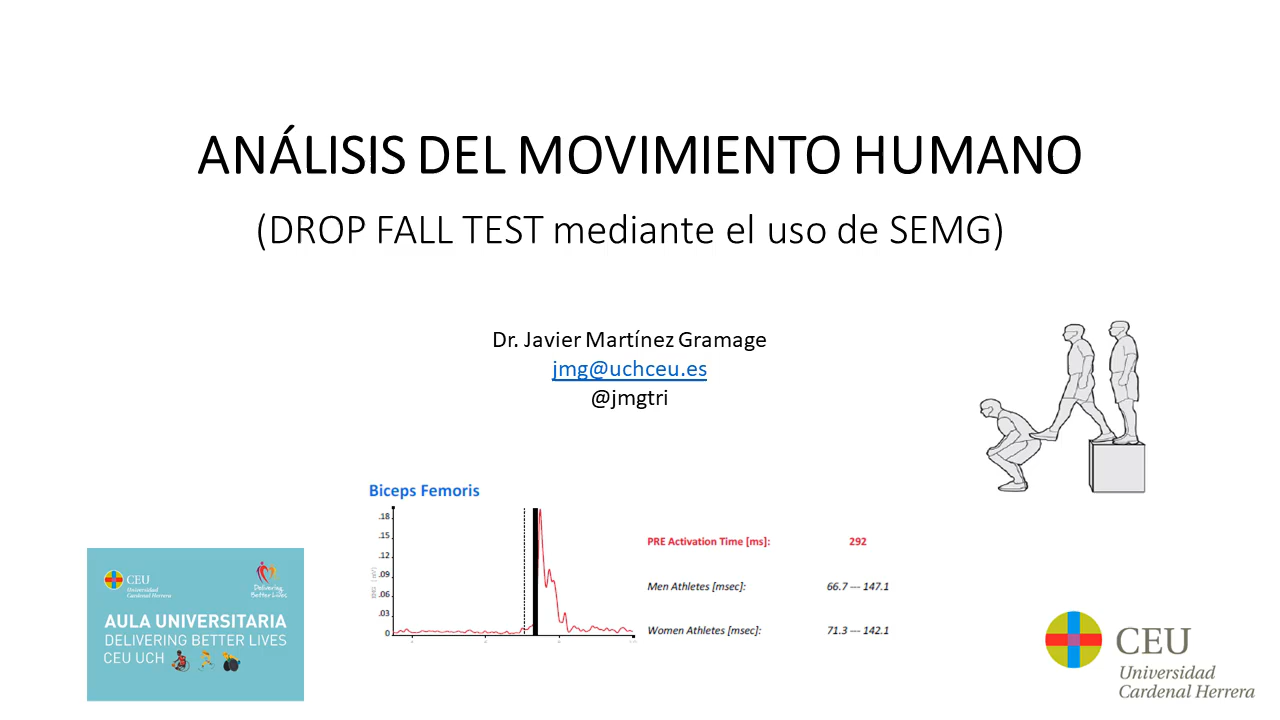 ANÁLISIS DEL MOVIMIENTO HUMANO
(DROP FALL TEST mediante el uso de SEMG)
Dr. Javier Martínez Gramage
jmg@uchceu.es
@jmgtri
Biceps Femoris
.18
.15
.12
.09
.06
.03
0
PRE Activation Time [ms]: 292
Men Athletes [msec]: 66.7 --- 147.1
Women Athletes [msec]: 71.3 --- 142.1
CEU
Universidad
Cardenal Herrera
Delivering
Better Lives
AULA UNIVERSITARIA
DELIVERING BETTER LIVES
CEU UCH
CEU
Universidad
Cardenal Herrera